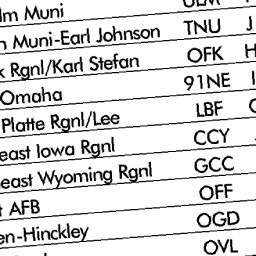 lm Muni ULM
n Muni-Earl Johnson TNU J
k Rgnl/Karl Stefan OFK H
Omaha 91NE
Platte Rgnl/Lee LBF
east Iowa Rgnl CCY
east Wyoming Rgnl GCC
t AFB OFF
en-Hinckley OGD
OVL